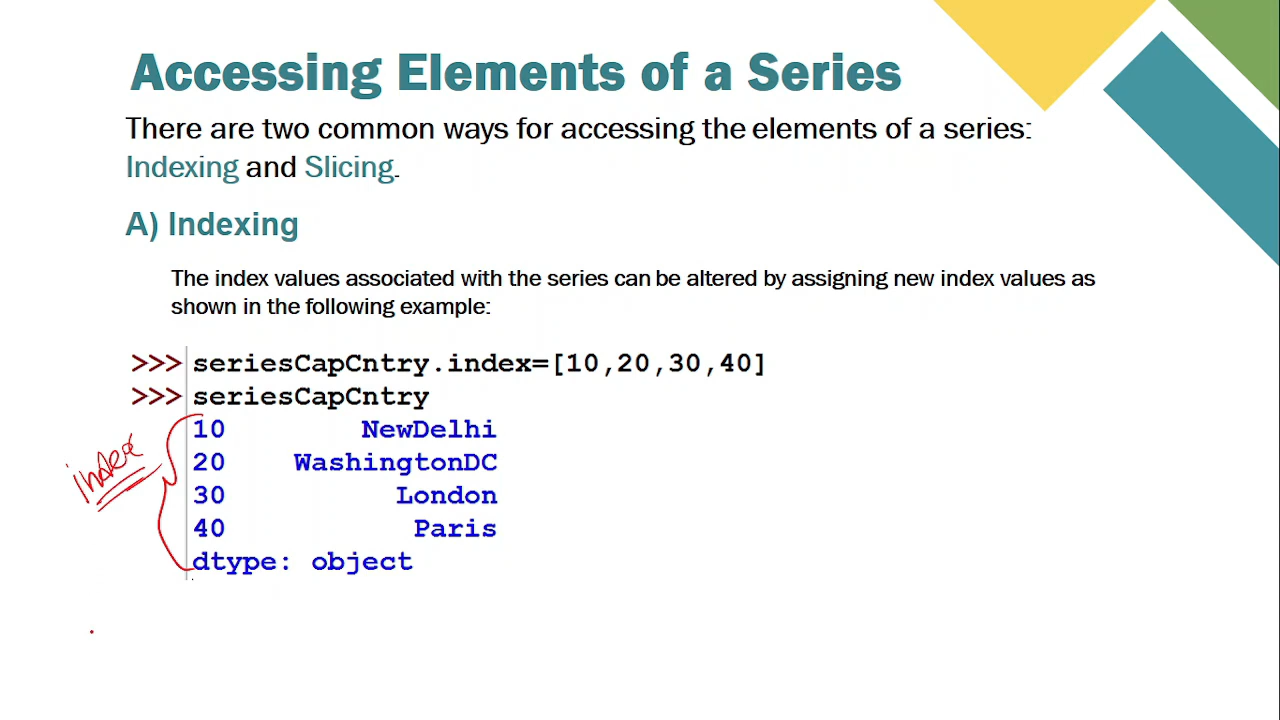 Accessing Elements of a Series
There are two common ways for accessing the elements of a series:
Indexing and Slicing.
A) Indexing
The index values associated with the series can be altered by assigning new index values as
shown in the following example:
>>> seriesCapCntry.index=[10,20,30,40]
>>> seriesCapCntry
10 NewDelhi
20 WashingtonDC
30 London
40 Paris
dtype: object
index